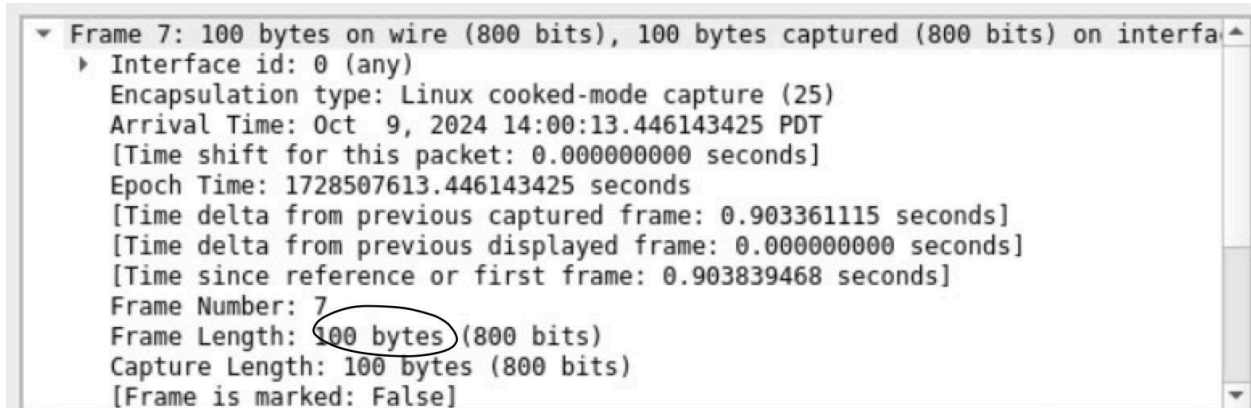 Frame 7: 100 bytes on wire (800 bits), 100 bytes captured (800 bits) on
Interface id: 0 (any)
Encapsulation type: Linux cooked-mode capture (25)
Arrival Time: Oct  9, 2024 14:00:13.446143425 PDT
[Time shift for this packet: 0.000000000 seconds]
Epoch Time: 1728507613.446143425 seconds
[Time delta from previous captured frame: 0.903361115 seconds]
[Time delta from previous displayed frame: 0.000000000 seconds]
[Time since reference or first frame: 0.903839468 seconds]
Frame Number: 7
Frame Length: 100 bytes (800 bits)
Capture Length: 100 bytes (800 bits)
[Frame is marked: False]